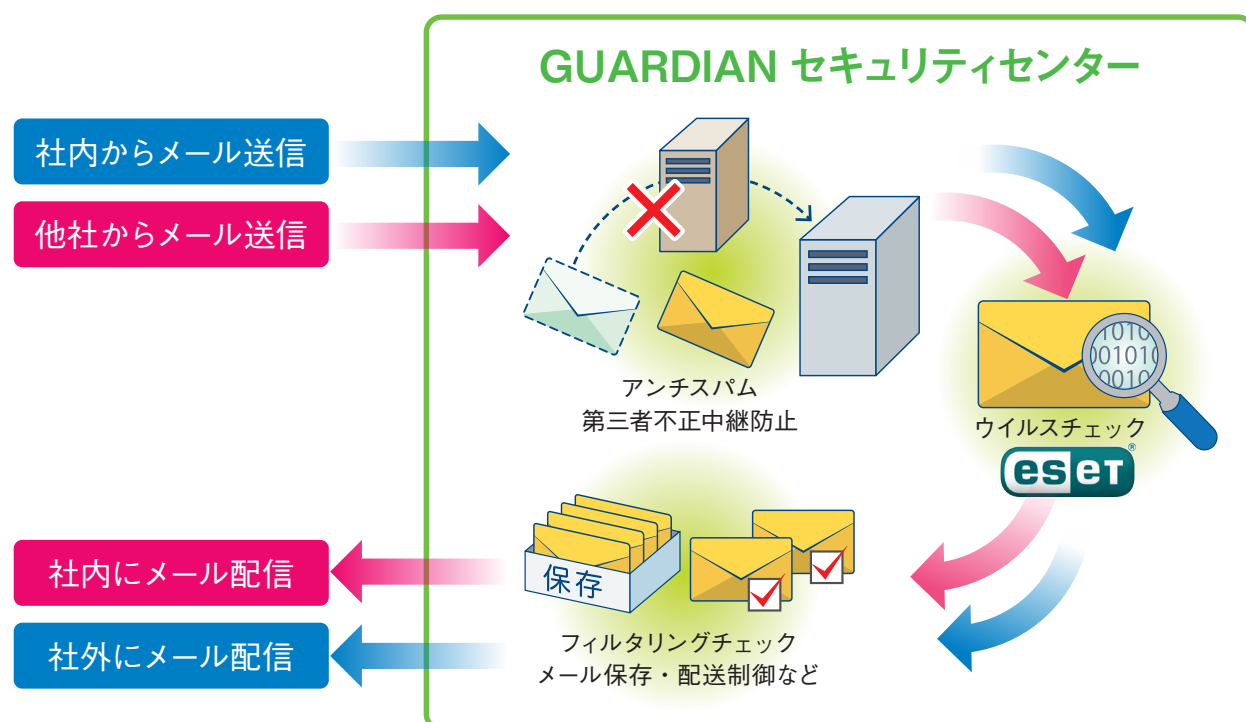 GUARDIAN セキュリティセンター
社内からメール送信
他社からメール送信
アンチスパム
第三者不正中継防止
1010
001010
0010
ウイルスチェック
eset®
社内にメール配信
社外にメール配信
保存
フィルタリングチェック
メール保存・配送制御など